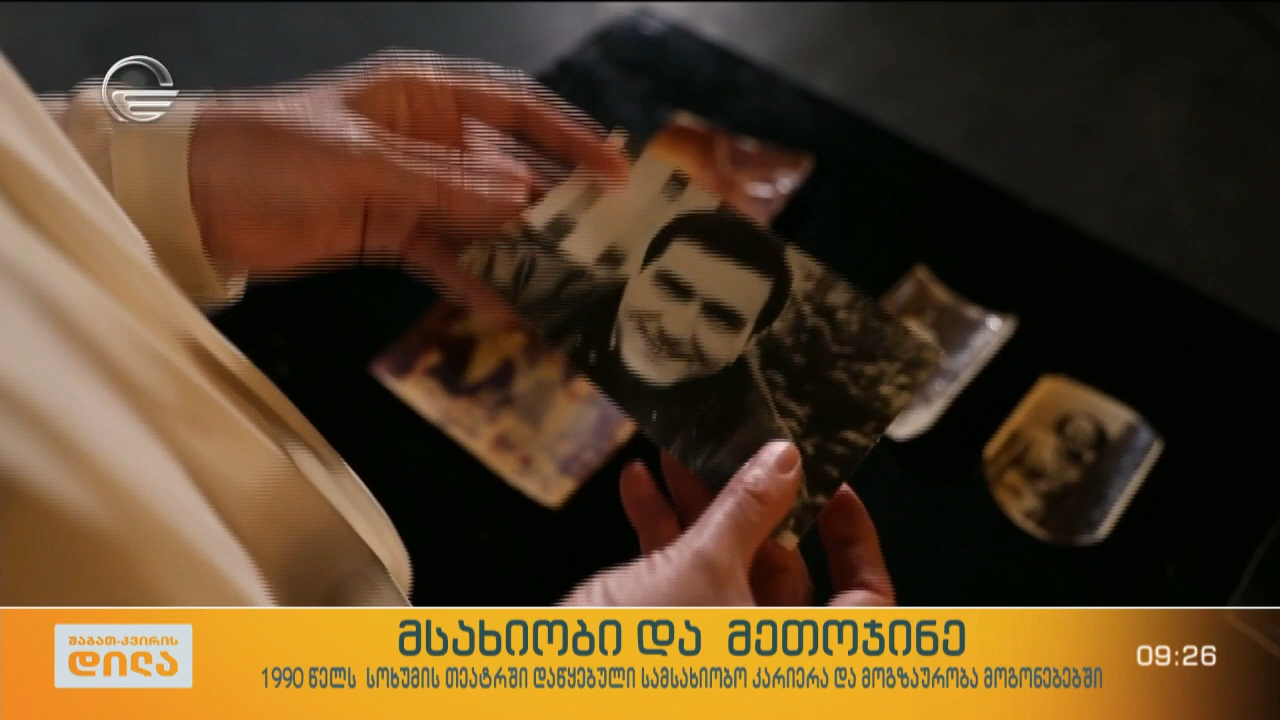 მსახიობი და მეთოჯინე
შაბათ-კვირის
დილა
1990 წელს სოხუმის თეატრში დაწყებული სამსახიობო კარიერა და მოგზაურობა მოგონებებში
09:26